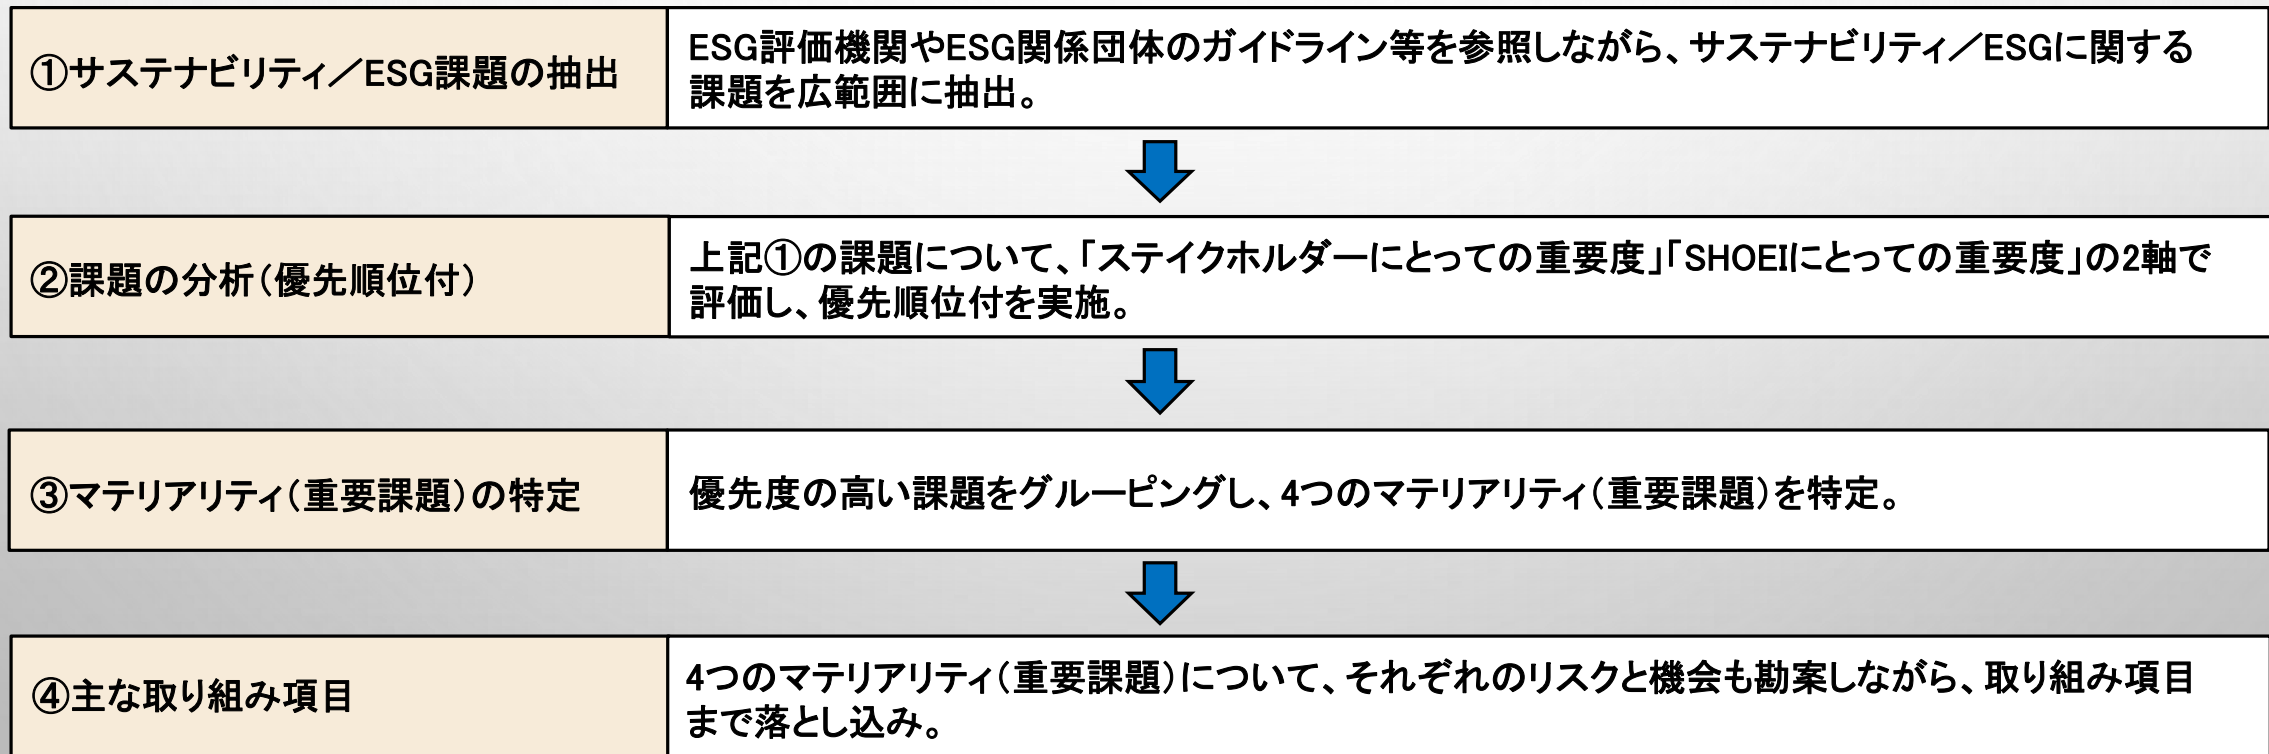 ①サステナビリティ／ESG課題の抽出
ESG評価機関やESG関係団体のガイドライン等を参照しながら、サステナビリティ／ESGに関する
課題を広範囲に抽出。
②課題の分析（優先順位付）
上記①の課題について、「ステイクホルダーにとっての重要度」「SHOEIにとっての重要度」の2軸で
評価し、優先順位付を実施。
③マテリアリティ（重要課題）の特定
優先度の高い課題をグルーピングし、4つのマテリアリティ（重要課題）を特定。
④主な取り組み項目
4つのマテリアリティ（重要課題）について、それぞれのリスクと機会も勘案しながら、取り組み項目
まで落とし込み。